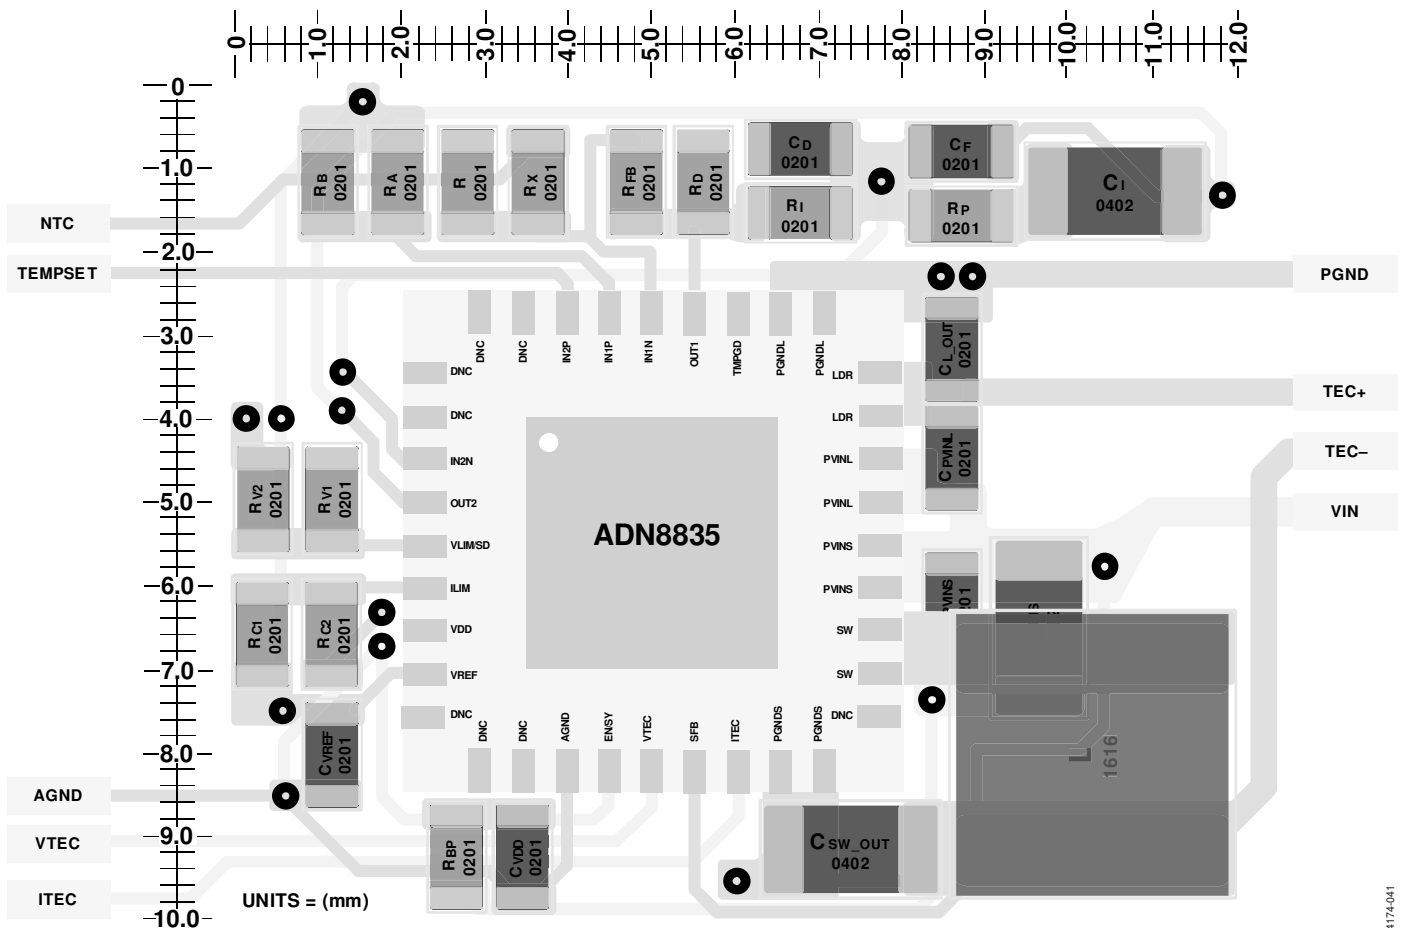 0 1.0 2.0 3.0 4.0 5.0 6.0 7.0 8.0 9.0 10.0 11.0 12.0
0
1.0
2.0
3.0
4.0
5.0
6.0
7.0
8.0
9.0
10.0
NTC
TEMPSET
AGND
VTEC
ITEC
PGND
TEC+
TEC–
VIN
RB 0201
RA 0201
R 0201
RX 0201
RFB 0201
RD 0201
CD 0201
RI 0201
CF 0201
RP 0201
CI 0402
DNC
DNC
IN2P
IN1P
IN1N
OUT1
TMPGD
PGNDL
PGNDL
DNC
DNC
IN2N
OUT2
VLIM/SD
ILIM
VDD
VREF
DNC
ADN8835
LDR
LDR
PVINL
PVINL
PVINS
PVINS
SW
SW
DNC
DNC
DNC
AGND
EN/SY
VTEC
SFB
ITEC
PGNDS
PGNDS
CL_OUT 0201
CPVINL 0201
PVINS 201
RV2 0201
RV1 0201
RC1 0201
RC2 0201
CVREF 0201
RBP 0201
CVDD 0201
CSW_OUT
0402
L
1616
UNITS = (mm)
4174-041